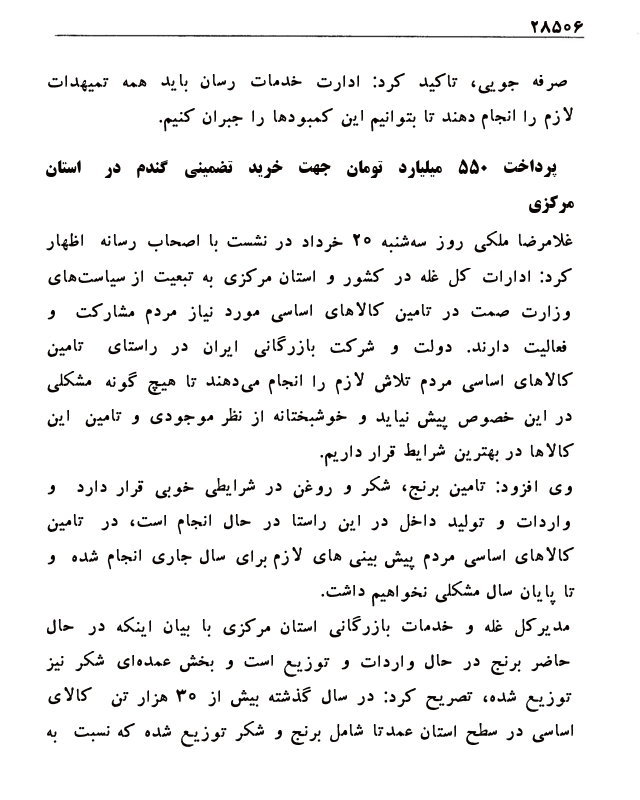 ۲۸۵۰۶
صرفه جویی، تاکید کرد: ادارت خدمات رسان باید همه تمیهدات
لازم را انجام دهند تا بتوانیم این کمبودها را جبران کنیم.
پرداخت ۵۵۰ میلیارد تومان جهت خرید تضمینی گندم در استان
مرکزی
غلامرضا ملکی روز سه‌شنبه ۲۰ خرداد در نشست با اصحاب رسانه اظهار
کرد: ادارات کل غله در کشور و استان مرکزی به تبعیت از سیاست‌های
وزارت صمت در تامین کالاهای اساسی مورد نیاز مردم مشارکت و
فعالیت دارند. دولت و شرکت بازرگانی ایران در راستای تامین
کالاهای اساسی مردم تلاش لازم را انجام می‌دهند تا هیچ گونه مشکلی
در این خصوص پیش نیاید و خوشبختانه از نظر موجودی و تامین این
کالاها در بهترین شرایط قرار داریم.
وی افزود: تامین برنج، شکر و روغن در شرایطی خوبی قرار دارد و
واردات و تولید داخل در این راستا در حال انجام است، در تامین
کالاهای اساسی مردم پیش بینی های لازم برای سال جاری انجام شده و
تا پایان سال مشکلی نخواهیم داشت.
مدیرکل غله و خدمات بازرگانی استان مرکزی با بیان اینکه در حال
حاضر برنج در حال واردات و توزیع است و بخش عمده‌ای شکر نیز
توزیع شده، تصریح کرد: در سال گذشته بیش از ۳۰ هزار تن کالای
اساسی در سطح استان عمدتا شامل برنج و شکر توزیع شده که نسبت به